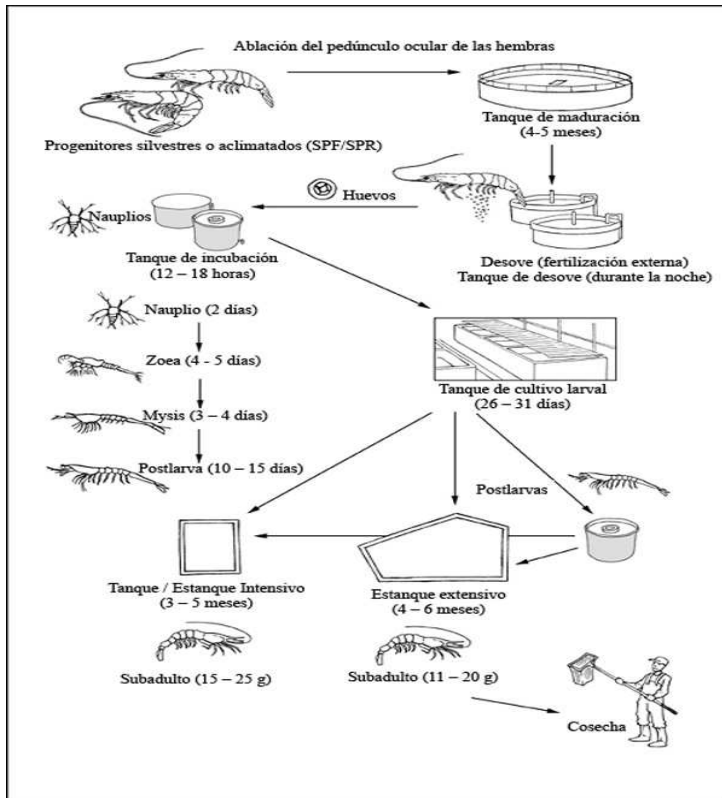 Ablación del pedúnculo ocular de las hembras
Tanque de maduración
(4-5 meses)
Progenitores silvestres o aclimatados (SPF/SPR)
Huevos
Nauplios
Tanque de incubación
(12 – 18 horas)
Desove (fertilización externa)
Tanque de desove (durante la noche)
Nauplio (2 días)
Zoea (4 - 5 días)
Mysis (3 – 4 días)
Postlarva (10 – 15 días)
Tanque de cultivo larval
(26 – 31 días)
Postlarvas
Tanque / Estanque Intensivo
(3 – 5 meses)
Estanque extensivo
(4 – 6 meses)
Subadulto (15 – 25 g)
Subadulto (11 – 20 g)
Cosecha